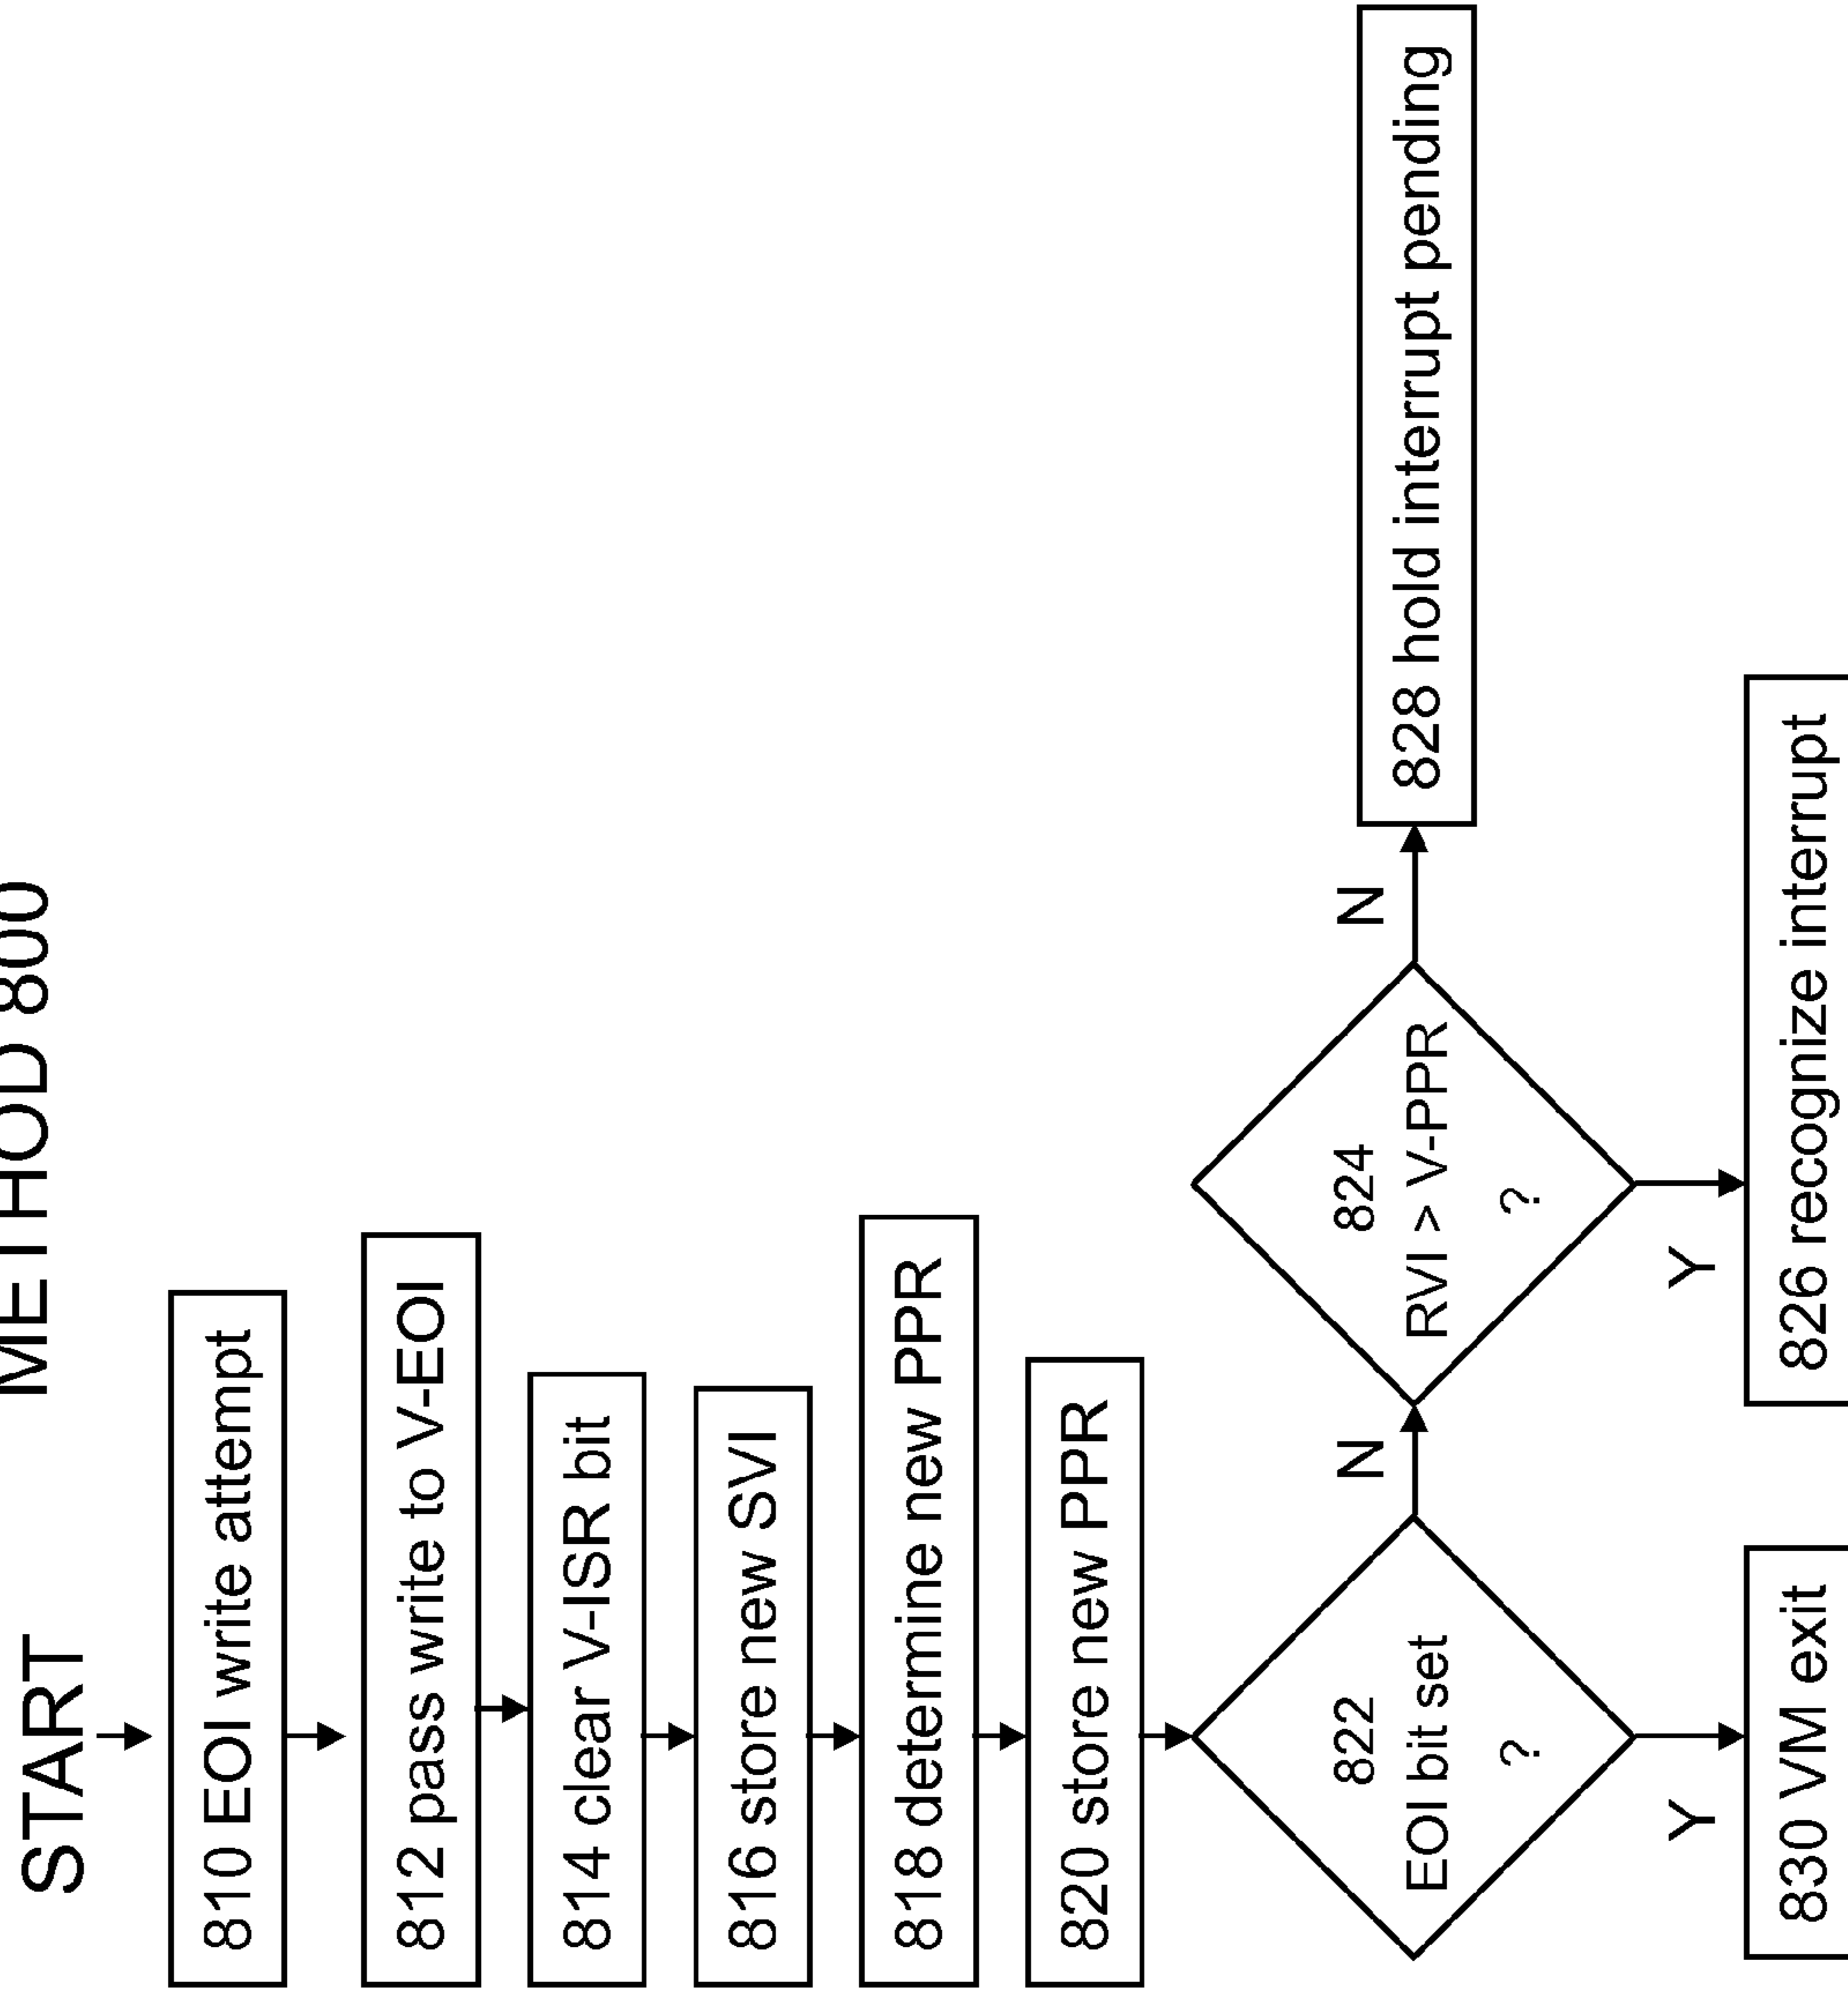 METHOD 800
START
810 EOI write attempt
812 pass write to V-EOI
814 clear V-ISR bit
816 store new SVI
818 determine new PPR
820 store new PPR
822
EOI bit set
?
N
Y
824
RVI > V-PPR
?
N
Y
828 hold interrupt pending
830 VM exit
826 recognize interrupt